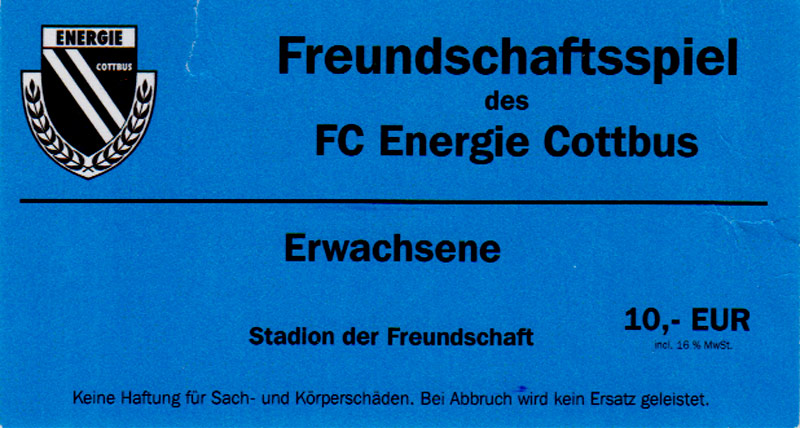 ENERGIE
COTTBUS
Freundschaftsspiel
des
FC Energie Cottbus
Erwachsene
Stadion der Freundschaft
10,- EUR
incl. 16 % MwSt.
Keine Haftung für Sach- und Körperschäden. Bei Abbruch wird kein Ersatz geleistet.